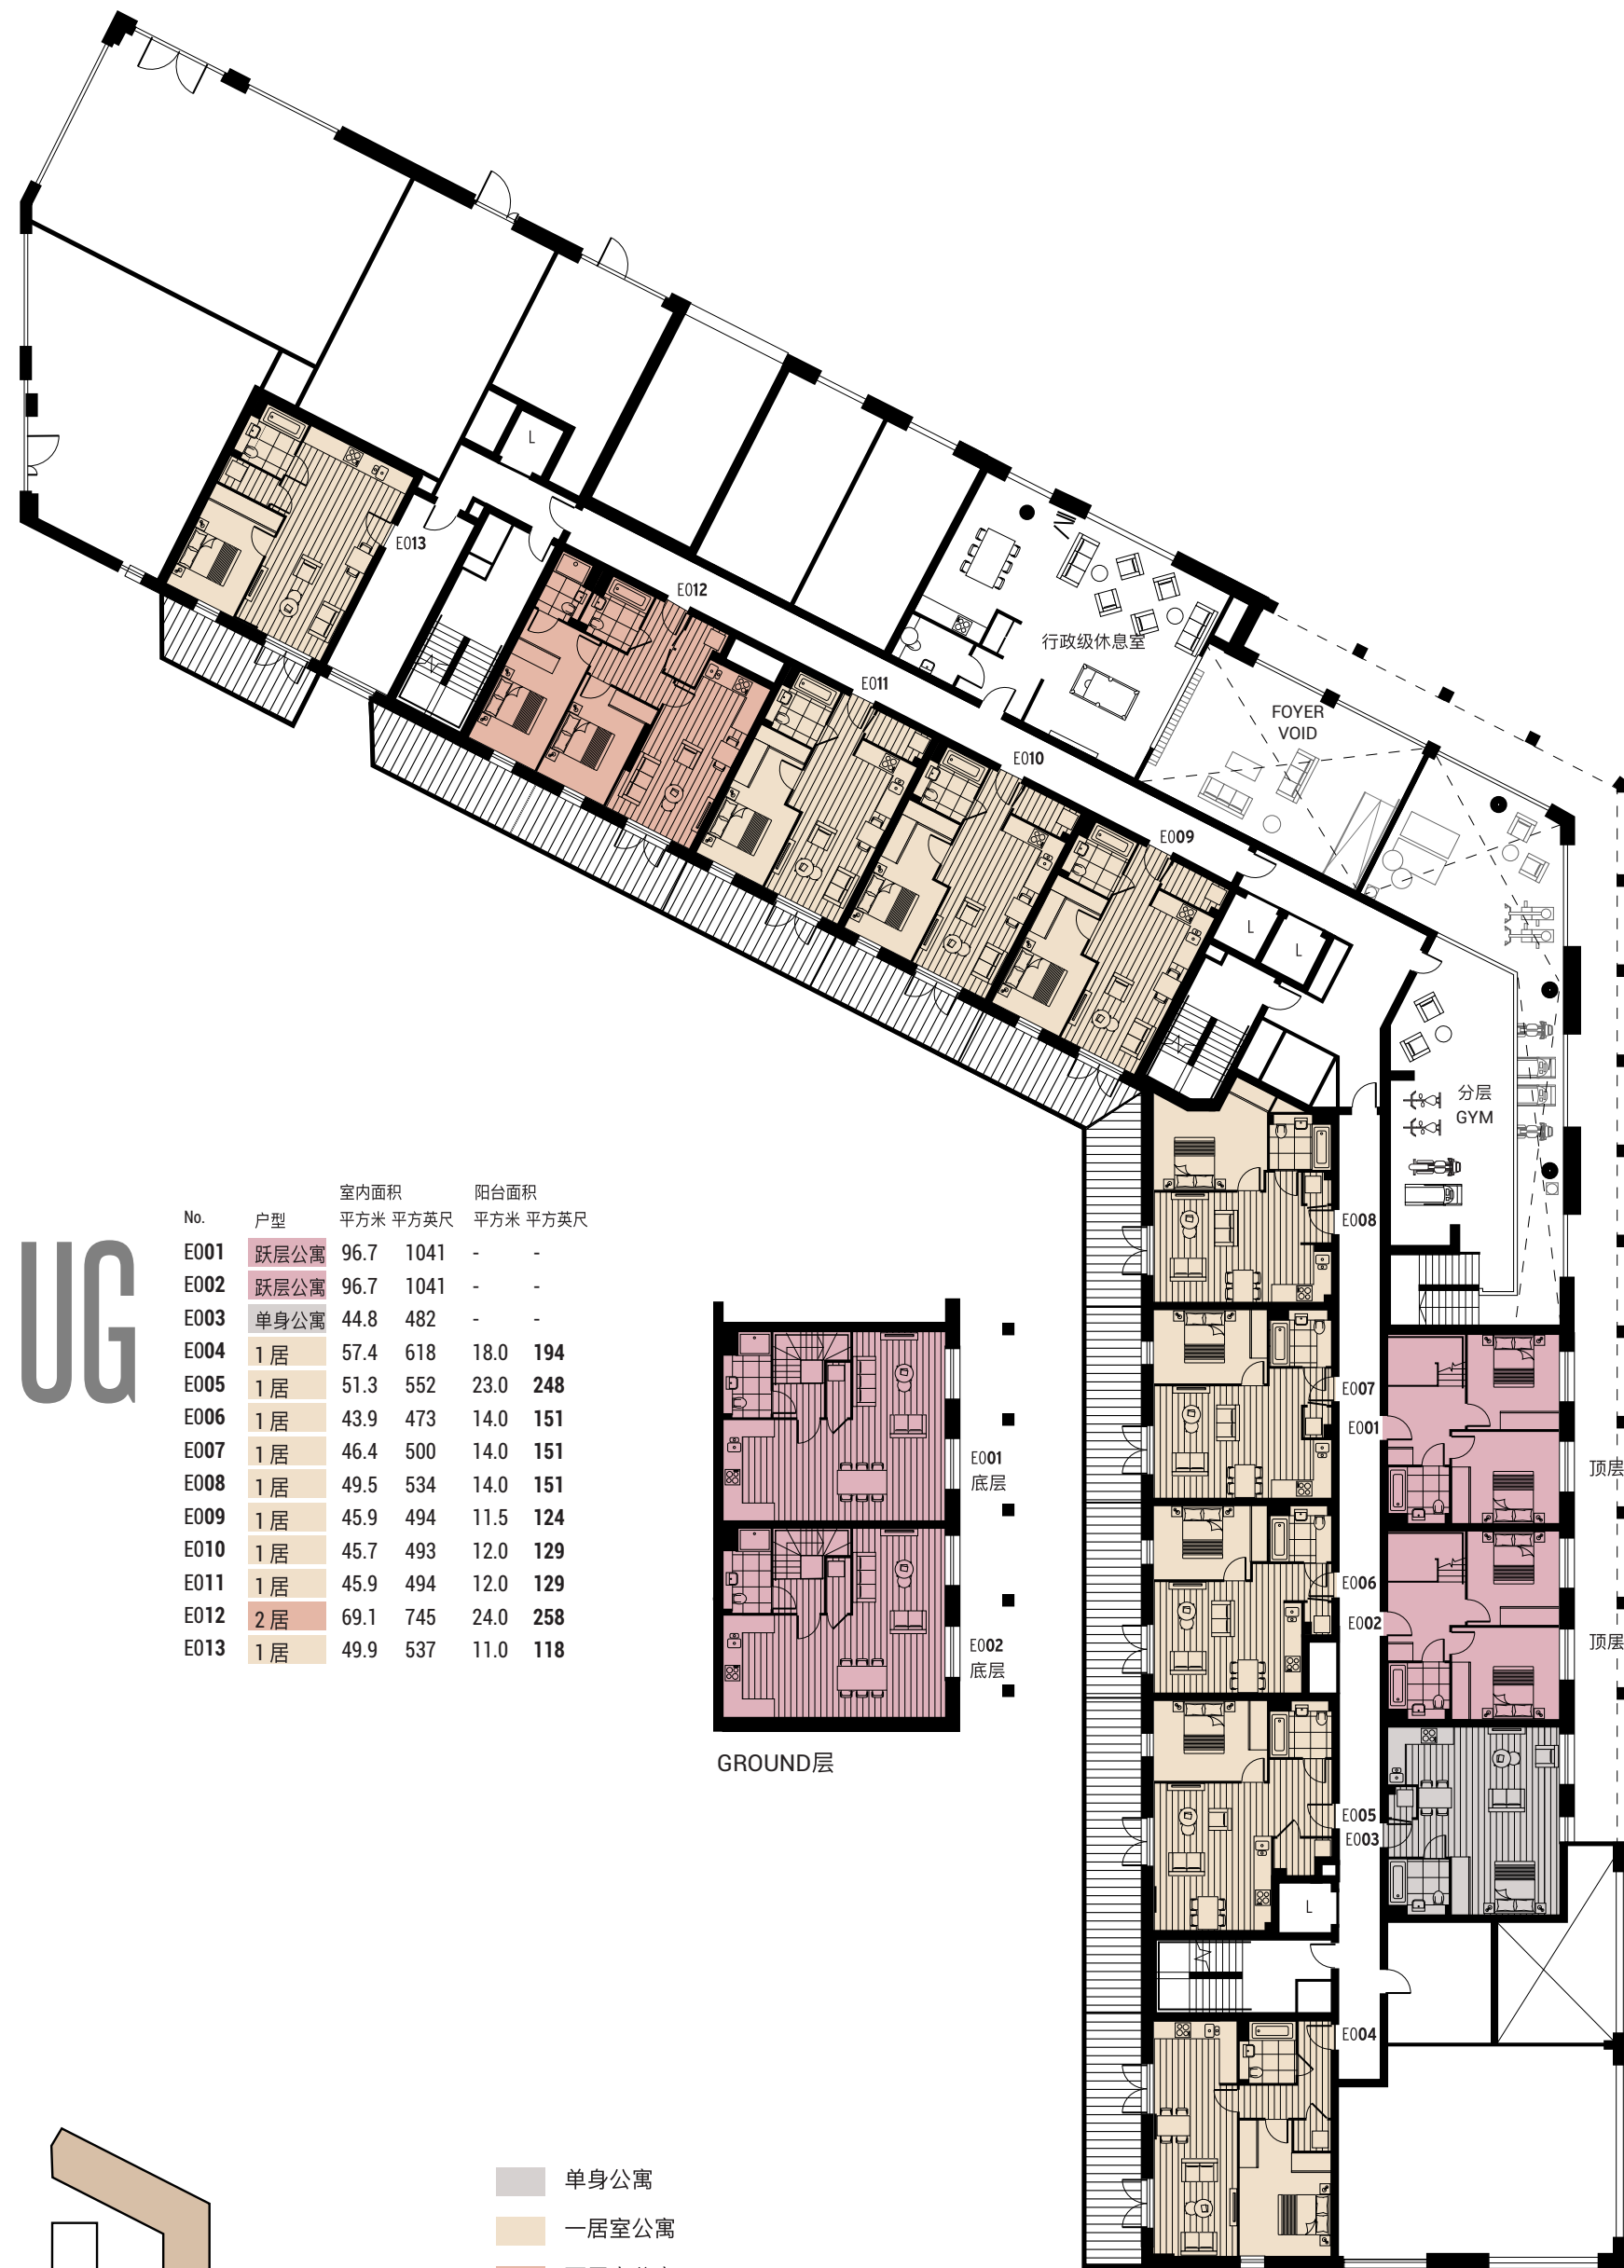 L
E013
E012
行政级休息室
E011
FOYER
VOID
E010
E009
L
L
分层
GYM
UG
室内面积 阳台面积
No. 户型 平方米 平方英尺 平方米 平方英尺
E001 跃层公寓 96.7 1041 - -
E002 跃层公寓 96.7 1041 - -
E003 单身公寓 44.8 482 - -
E004 1 居 57.4 618 18.0 194
E005 1 居 51.3 552 23.0 248
E006 1 居 43.9 473 14.0 151
E007 1 居 46.4 500 14.0 151
E008 1 居 49.5 534 14.0 151
E009 1 居 45.9 494 11.5 124
E010 1 居 45.7 493 12.0 129
E011 1 居 45.9 494 12.0 129
E012 2 居 69.1 745 24.0 258
E013 1 居 49.9 537 11.0 118
E001
底层
E002
底层
GROUND层
E008
E007
E001
顶层
E006
E002
顶层
E005
E003
L
E004
单身公寓
一居室公寓